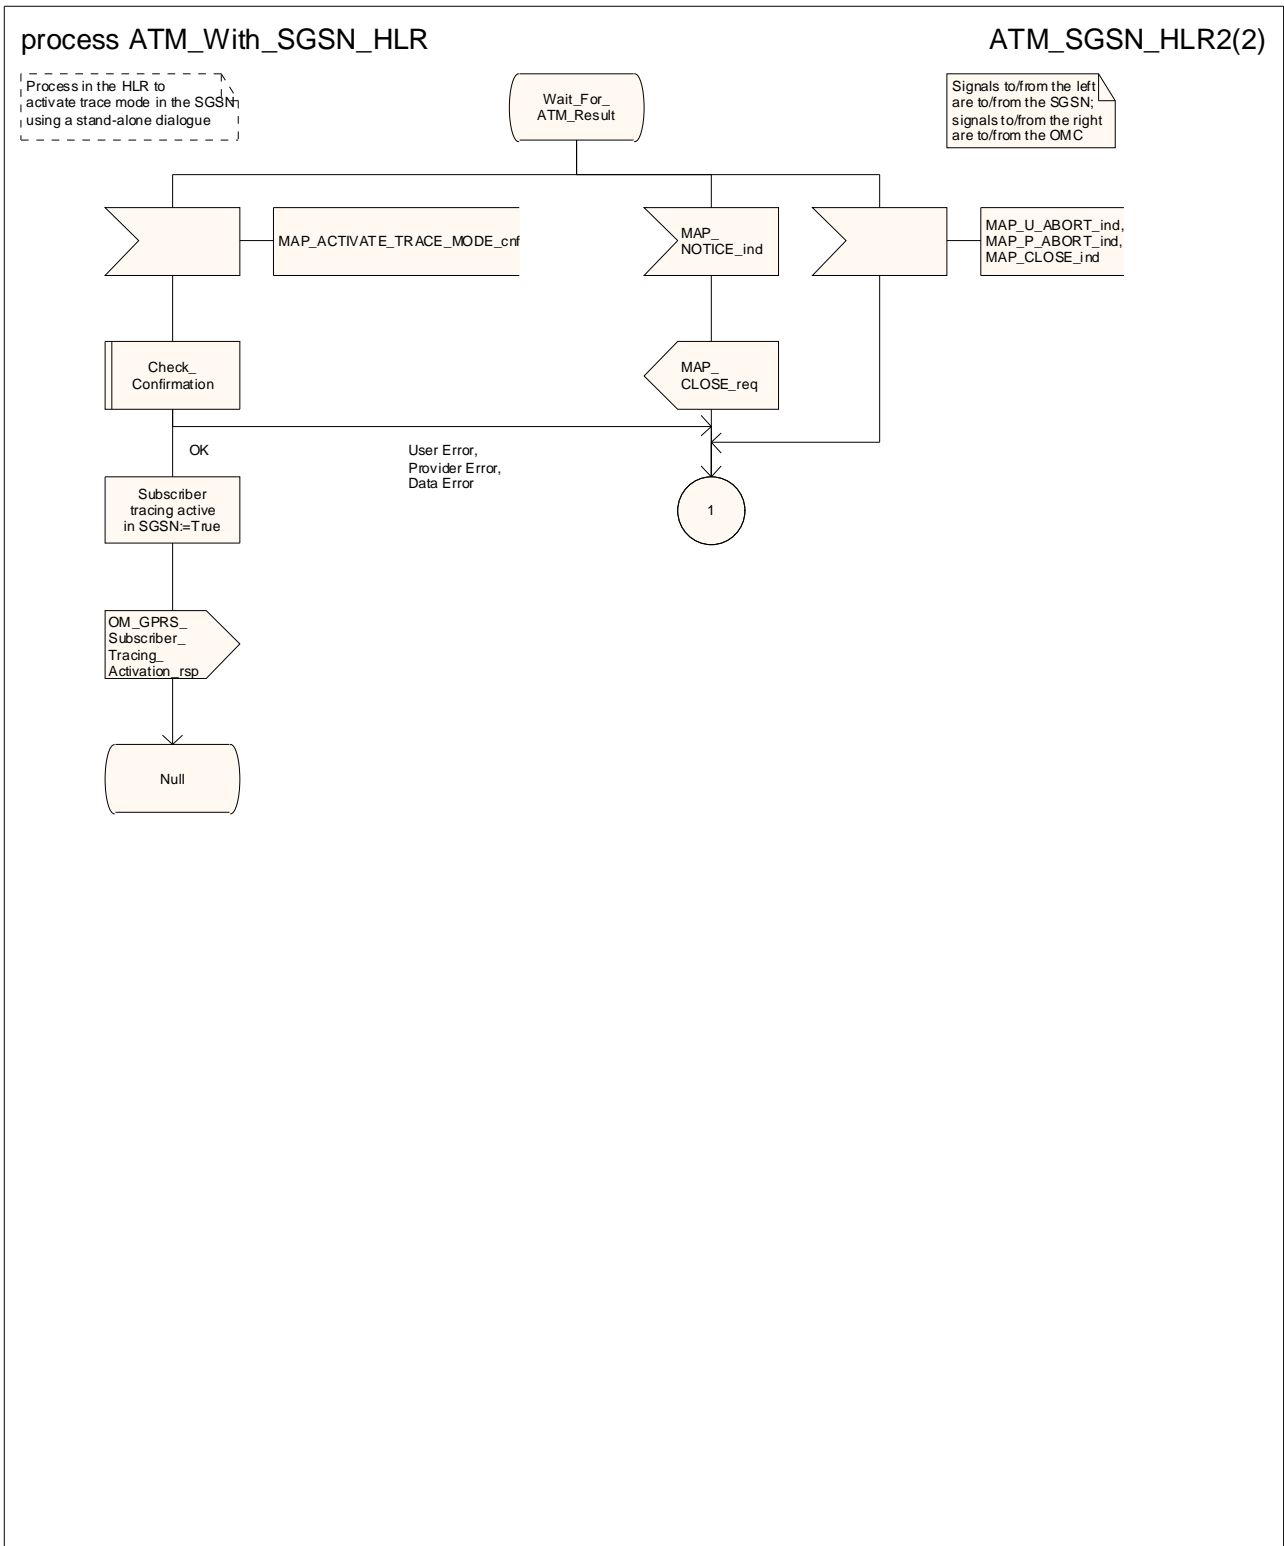 process ATM_With_SGSN_HLR
ATM_SGSN_HLR2(2)
Process in the HLR to
activate trace mode in the SGSN
using a stand-alone dialogue
Wait_For_
ATM_Result
Signals to/from the left
are to/from the SGSN;
signals to/from the right
are to/from the OMC
MAP_ACTIVATE_TRACE_MODE_cnf
MAP_
NOTICE_ind
MAP_U_ABORT_ind,
MAP_P_ABORT_ind,
MAP_CLOSE_ind
Check_
Confirmation
MAP_
CLOSE_req
OK
User Error,
Provider Error,
Data Error
Subscriber
tracing active
in SGSN:=True
1
OM_GPRS_
Subscriber_
Tracing_
Activation_rsp
Null